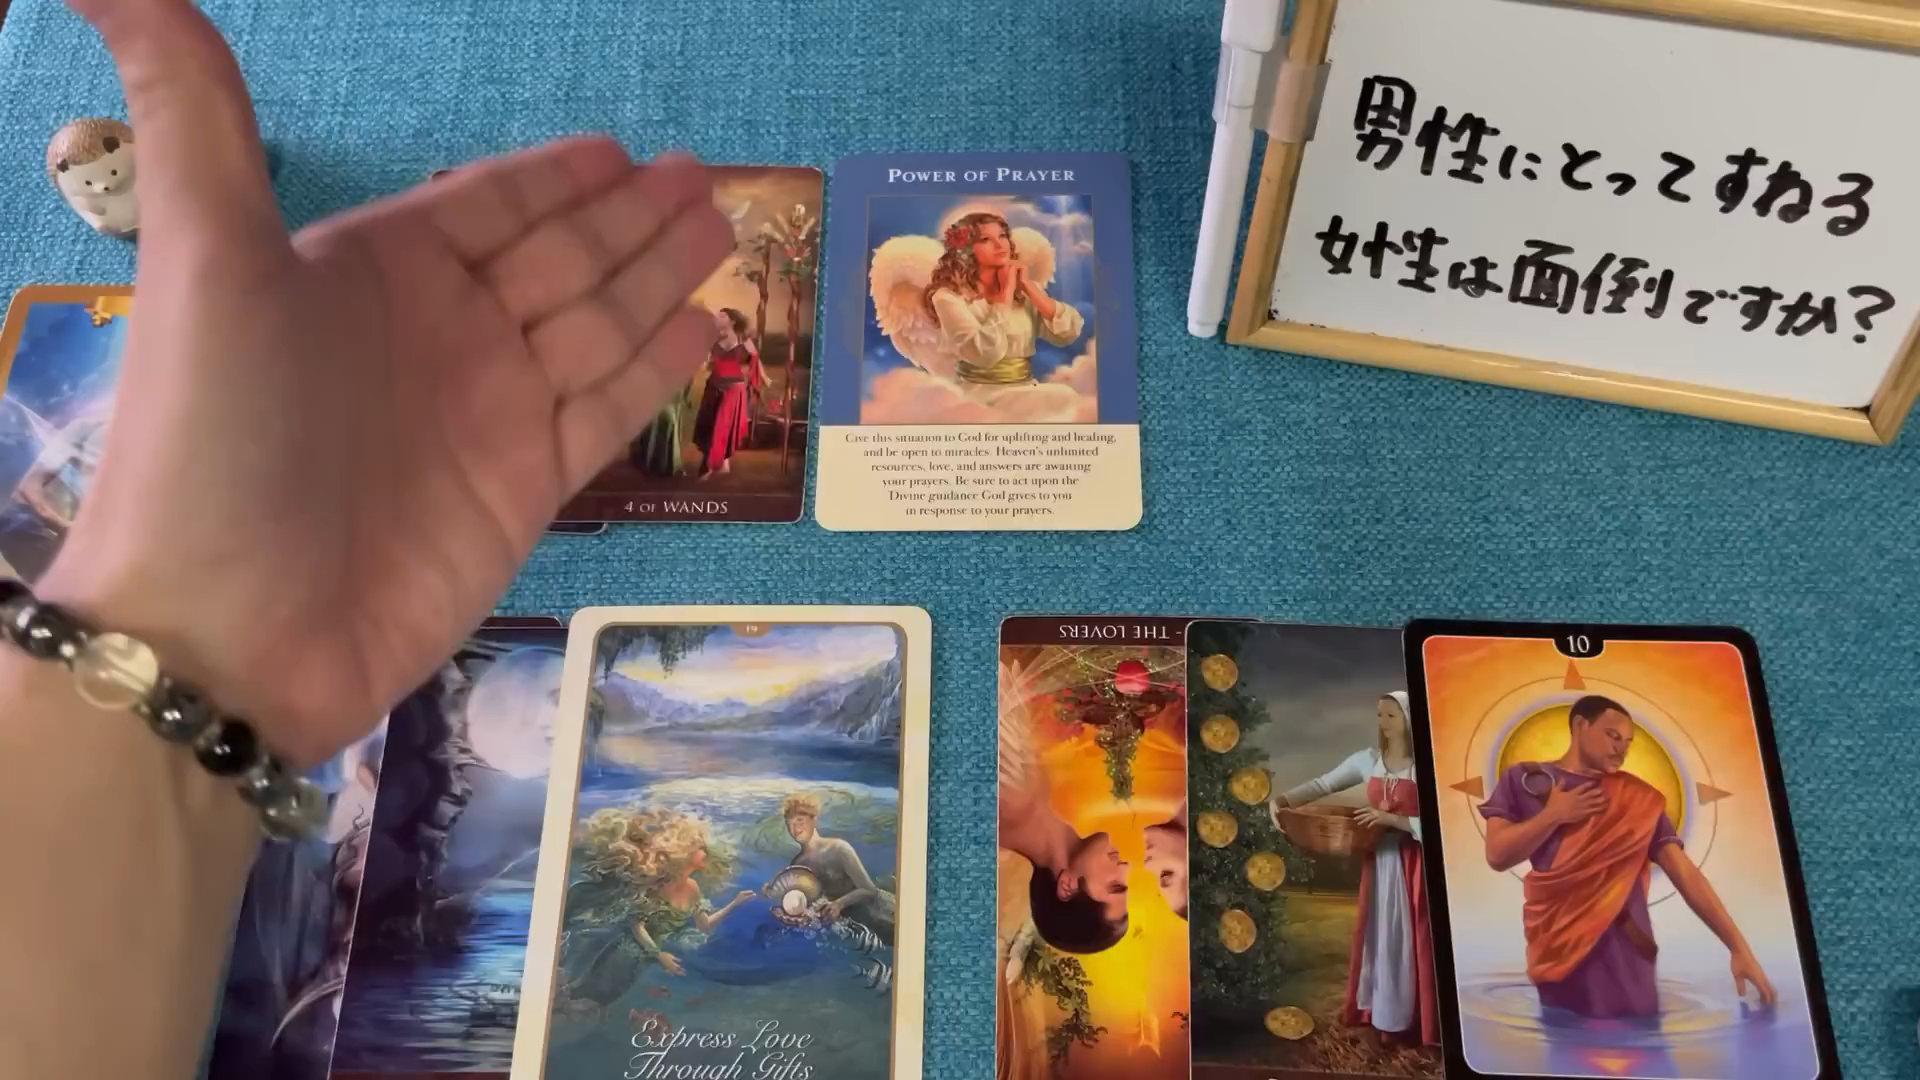 男性にとってすねる
女性は面倒ですか?
POWER OF PRAYER
Give this situation to God for uplifting and healing,
and be open to miracles. Heaven's unlimited
resources, love, and answers are awaiting
your prayers. Be sure to act upon the
Divine guidance God gives to you
in response to your prayers.
4 OF WANDS
19
Express Love
Through Gifts
- THE LOVERS
10